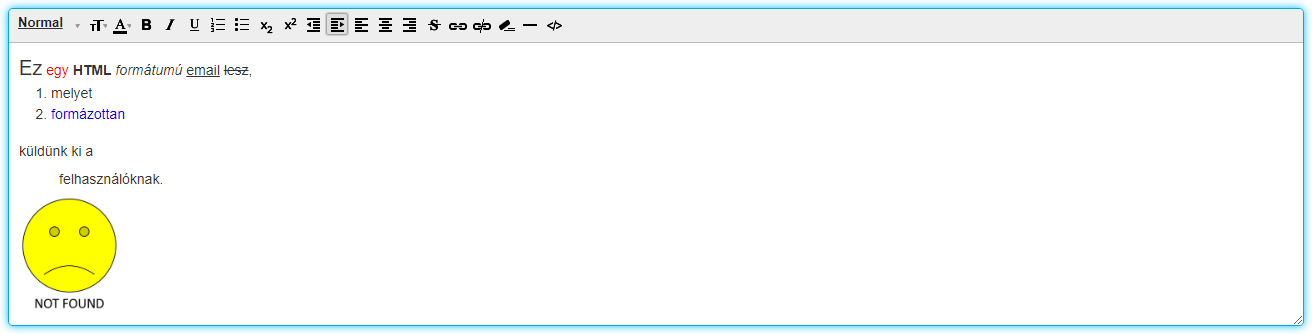 Normal
Ez egy HTML formátumú email lesz,
1. melyet
2. formázottan
küldünk ki a
felhasználóknak.
NOT FOUND